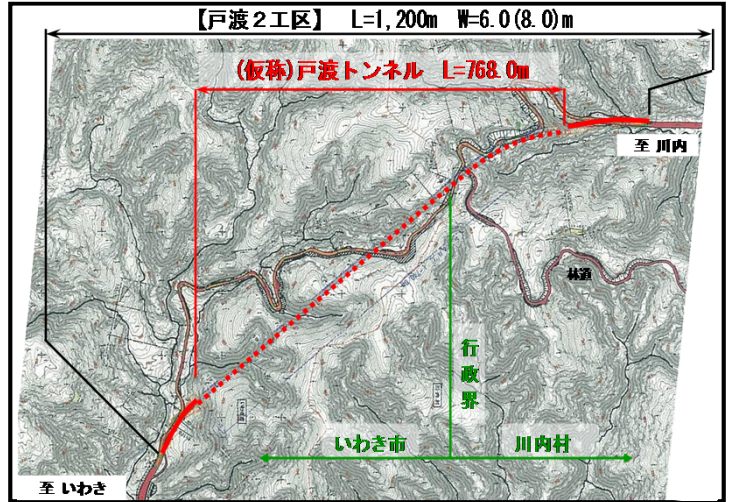 【戸渡２工区】 L=1,200m W=6.0(8.0)m
(仮称)戸渡トンネル L=768.0m
至 川内
林道
行政界
いわき市 川内村
至 いわき